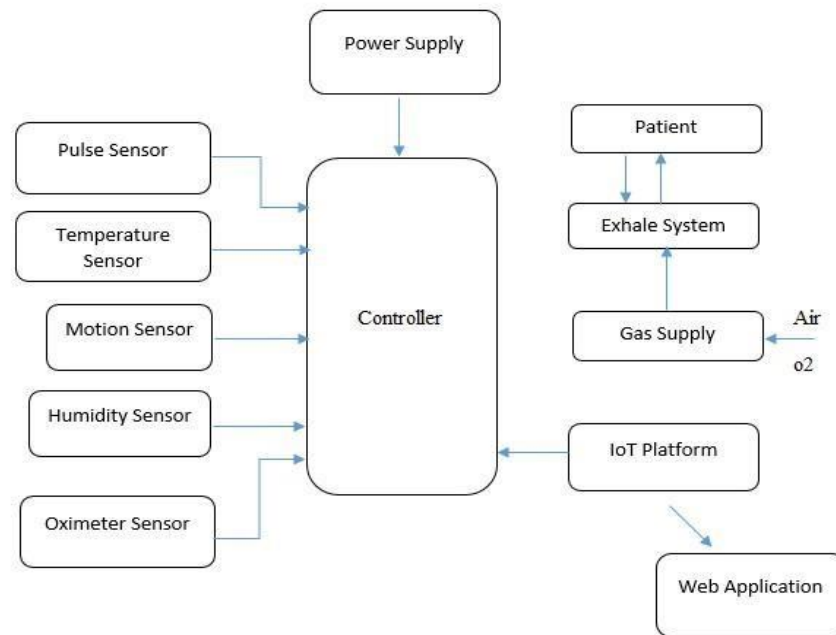 Power Supply
Patient
Pulse Sensor
Exhale System
Temperature
Sensor
Controller
Motion Sensor
Gas Supply
Air
o2
Humidity Sensor
IoT Platform
Oximeter Sensor
Web Application